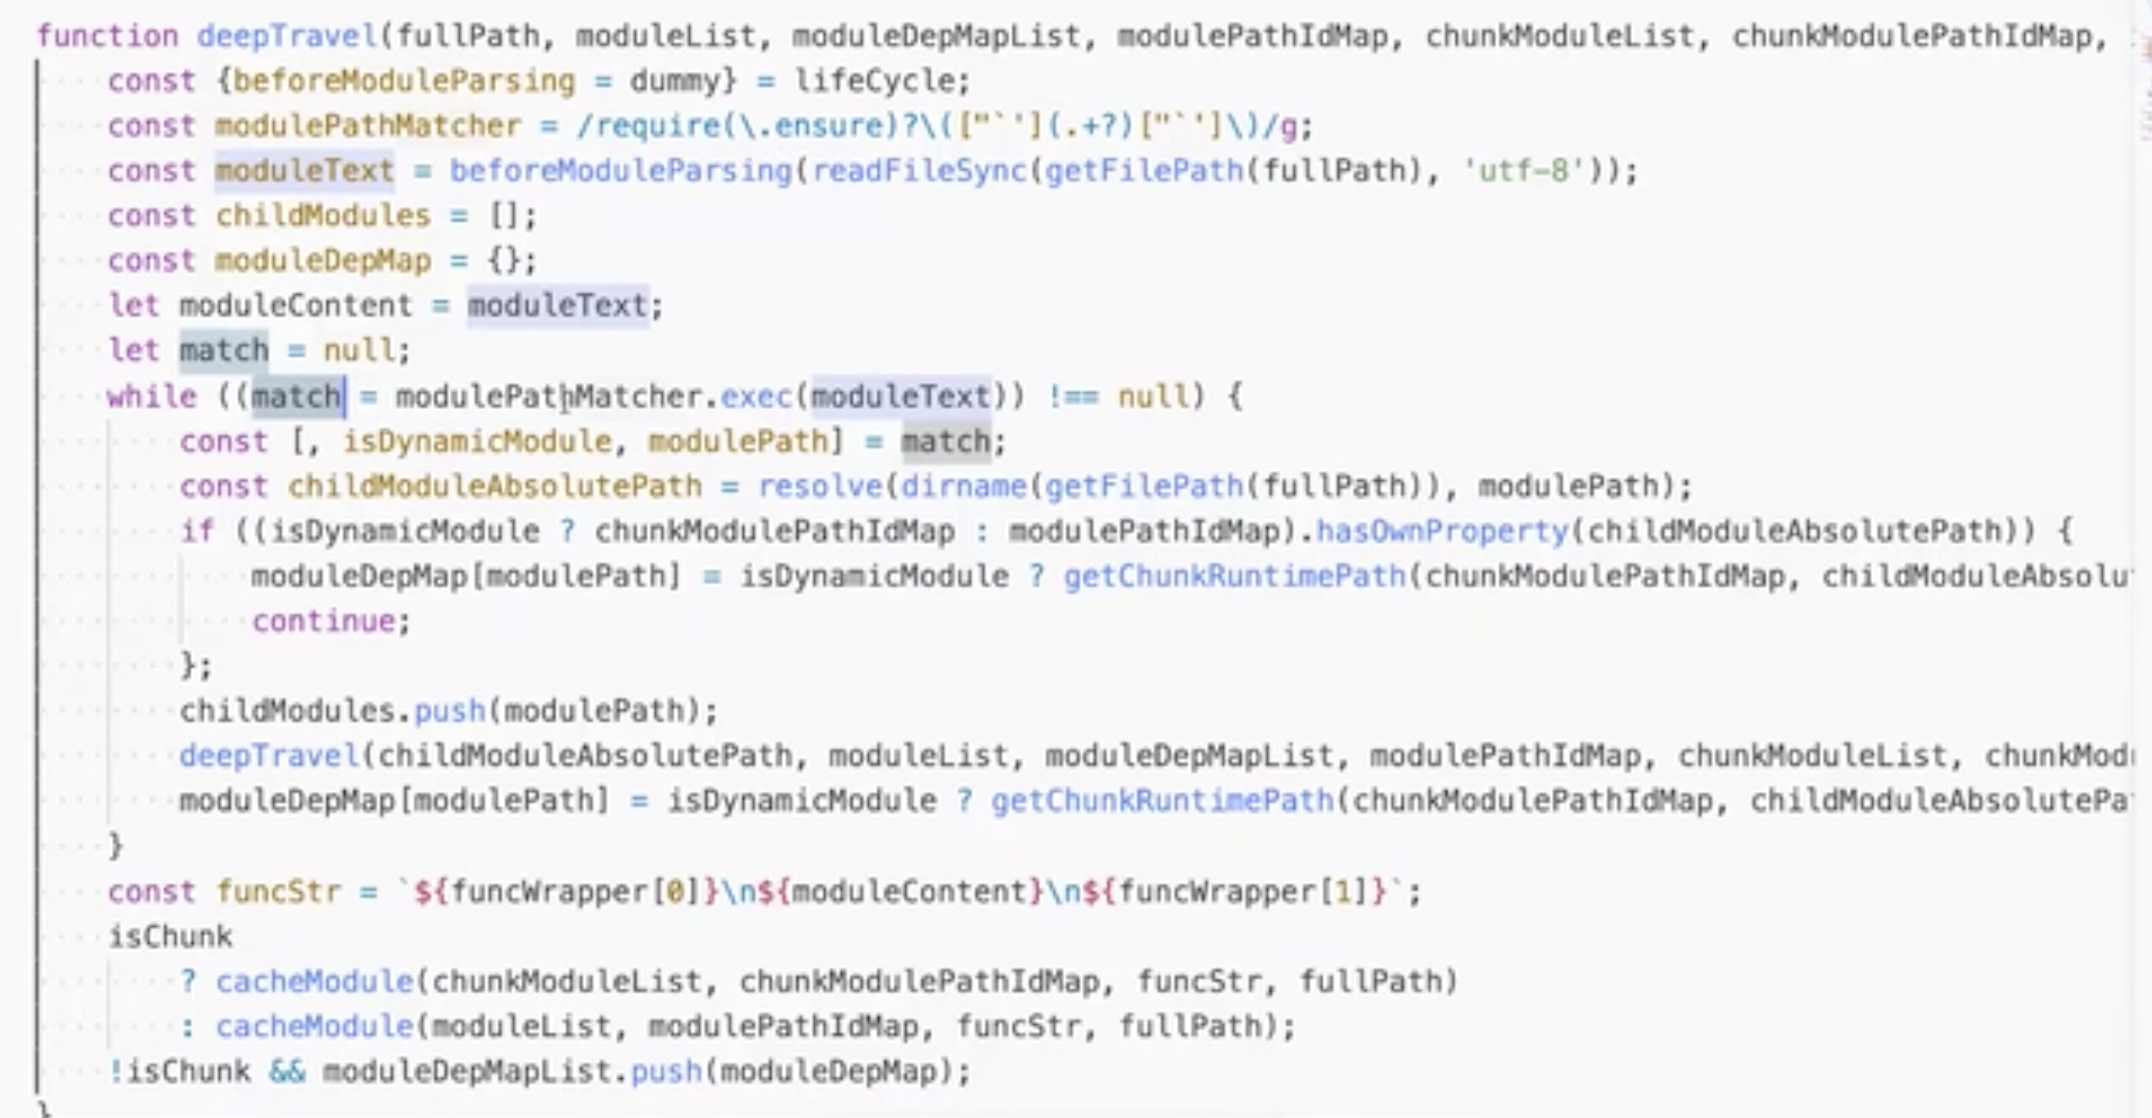 function deepTravel(fullPath, moduleList, moduleDepMapList, modulePathIdMap, chunkModuleList, chunkModulePathIdMap,
const {beforeModuleParsing = dummy} = lifeCycle;
const modulePathMatcher = /require(\.ensure)?\(["`'](.+?)["`']\)/g;
const moduleText = beforeModuleParsing(readFileSync(getFilePath(fullPath), 'utf-8'));
const childModules = [];
const moduleDepMap = {};
let moduleContent = moduleText;
let match = null;
while ((match = modulePathMatcher.exec(moduleText)) !== null) {
const [, isDynamicModule, modulePath] = match;
const childModuleAbsolutePath = resolve(dirname(getFilePath(fullPath)), modulePath);
if ((isDynamicModule ? chunkModulePathIdMap : modulePathIdMap).hasOwnProperty(childModuleAbsolutePath)) {
moduleDepMap[modulePath] = isDynamicModule ? getChunkRuntimePath(chunkModulePathIdMap, childModuleAbsolu
continue;
};
childModules.push(modulePath);
deepTravel(childModuleAbsolutePath, moduleList, moduleDepMapList, modulePathIdMap, chunkModuleList, chunkMod
moduleDepMap[modulePath] = isDynamicModule ? getChunkRuntimePath(chunkModulePathIdMap, childModuleAbsolutePa
}
const funcStr = `${funcWrapper[0]}\n${moduleContent}\n${funcWrapper[1]}`;
isChunk
? cacheModule(chunkModuleList, chunkModulePathIdMap, funcStr, fullPath)
: cacheModule(moduleList, modulePathIdMap, funcStr, fullPath);
!isChunk && moduleDepMapList.push(moduleDepMap);
}